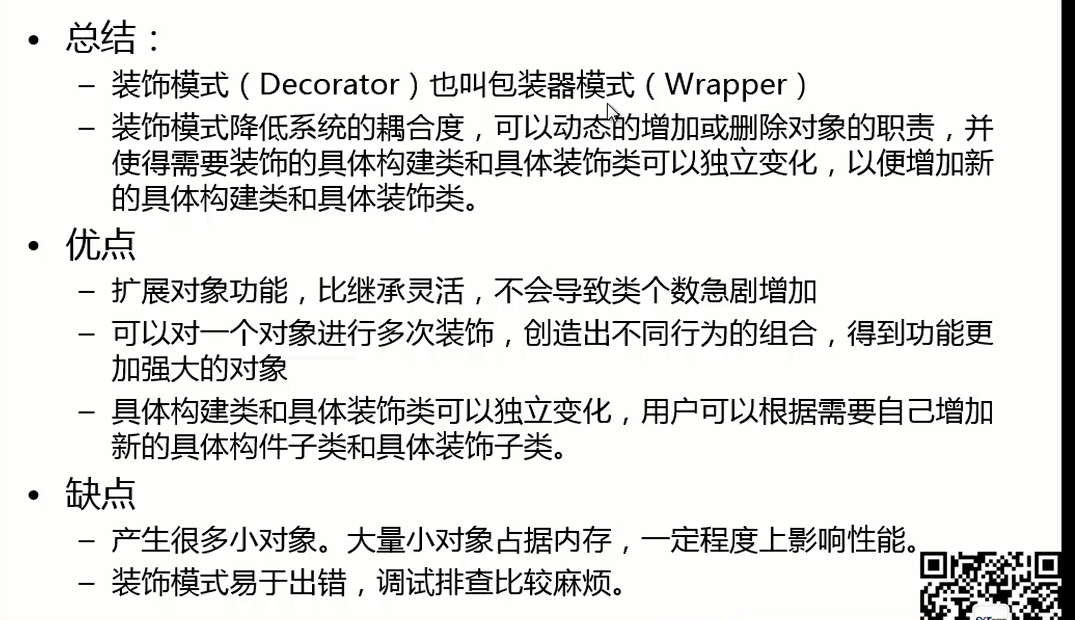 • 总结：
– 装饰模式（Decorator）也叫包装器模式（Wrapper）
– 装饰模式降低系统的耦合度，可以动态的增加或删除对象的职责，并
使得需要装饰的具体构建类和具体装饰类可以独立变化，以便增加新
的具体构建类和具体装饰类。
• 优点
– 扩展对象功能，比继承灵活，不会导致类个数急剧增加
– 可以对一个对象进行多次装饰，创造出不同行为的组合，得到功能更
加强大的对象
– 具体构建类和具体装饰类可以独立变化，用户可以根据需要自己增加
新的具体构件子类和具体装饰子类。
• 缺点
– 产生很多小对象。大量小对象占据内存，一定程度上影响性能。
– 装饰模式易于出错，调试排查比较麻烦。